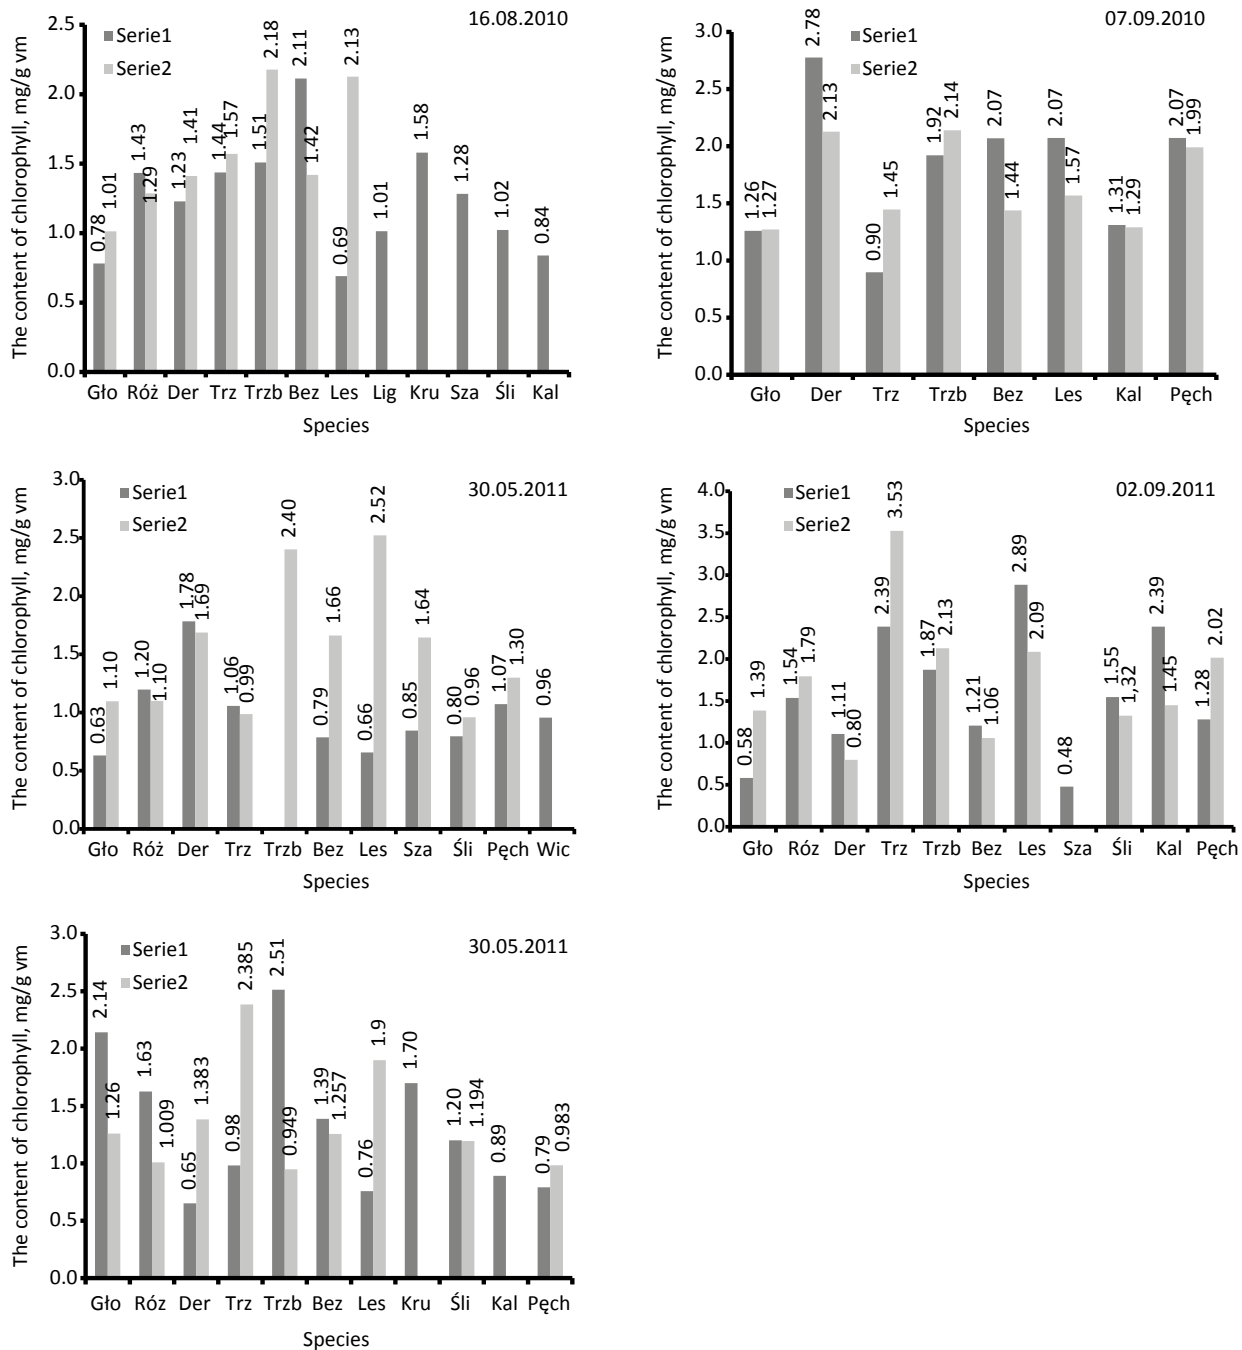 16.08.2010
The content of chlorophyll, mg/g vm
Serie1
Serie2
2.5
2.0
1.5
1.0
0.5
0.0
0.78 1.01 1.43 1.29 1.23 1.41 1.44 1.57 1.51 2.18 2.11 1.42 0.69 2.13 1.01 1.58 1.28 1.02 0.84
Gło Róż Der Trz Trzb Bez Les Lig Kru Sza Śli Kal
Species
07.09.2010
The content of chlorophyll, mg/g vm
Serie1
Serie2
3.0
2.5
2.0
1.5
1.0
0.5
0.0
1.26 1.27 2.78 2.13 0.90 1.45 1.92 2.14 2.07 1.44 2.07 1.57 1.31 1.29 2.07 1.99
Gło Der Trz Trzb Bez Les Kal Pęch
Species
30.05.2011
The content of chlorophyll, mg/g vm
Serie1
Serie2
3.0
2.5
2.0
1.5
1.0
0.5
0.0
0.63 1.10 1.20 1.10 1.78 1.69 1.06 0.99 2.40 0.79 1.66 0.66 2.52 0.85 1.64 0.80 0.96 1.07 1.30 0.96
Gło Róż Der Trz Trzb Bez Les Sza Śli Pęch Wic
Species
02.09.2011
The content of chlorophyll, mg/g vm
Serie1
Serie2
4.0
3.5
3.0
2.5
2.0
1.5
1.0
0.5
0.0
0.58 1.39 1.54 1.79 1.11 0.80 2.39 3.53 1.87 2.13 1.21 1.06 2.89 2.09 0.48 1.55 1,32 2.39 1.45 1.28 2.02
Gło Róz Der Trz Trzb Bez Les Sza Śli Kal Pęch
Species
30.05.2011
The content of chlorophyll, mg/g vm
Serie1
Serie2
3.0
2.5
2.0
1.5
1.0
0.5
0.0
2.14 1.26 1.63 1.009 0.65 1.383 0.98 2.385 2.51 0.949 1.39 1.257 0.76 1.9 1.70 1.20 1.194 0.89 0.79 0.983
Gło Róz Der Trz Trzb Bez Les Kru Śli Kal Pęch
Species